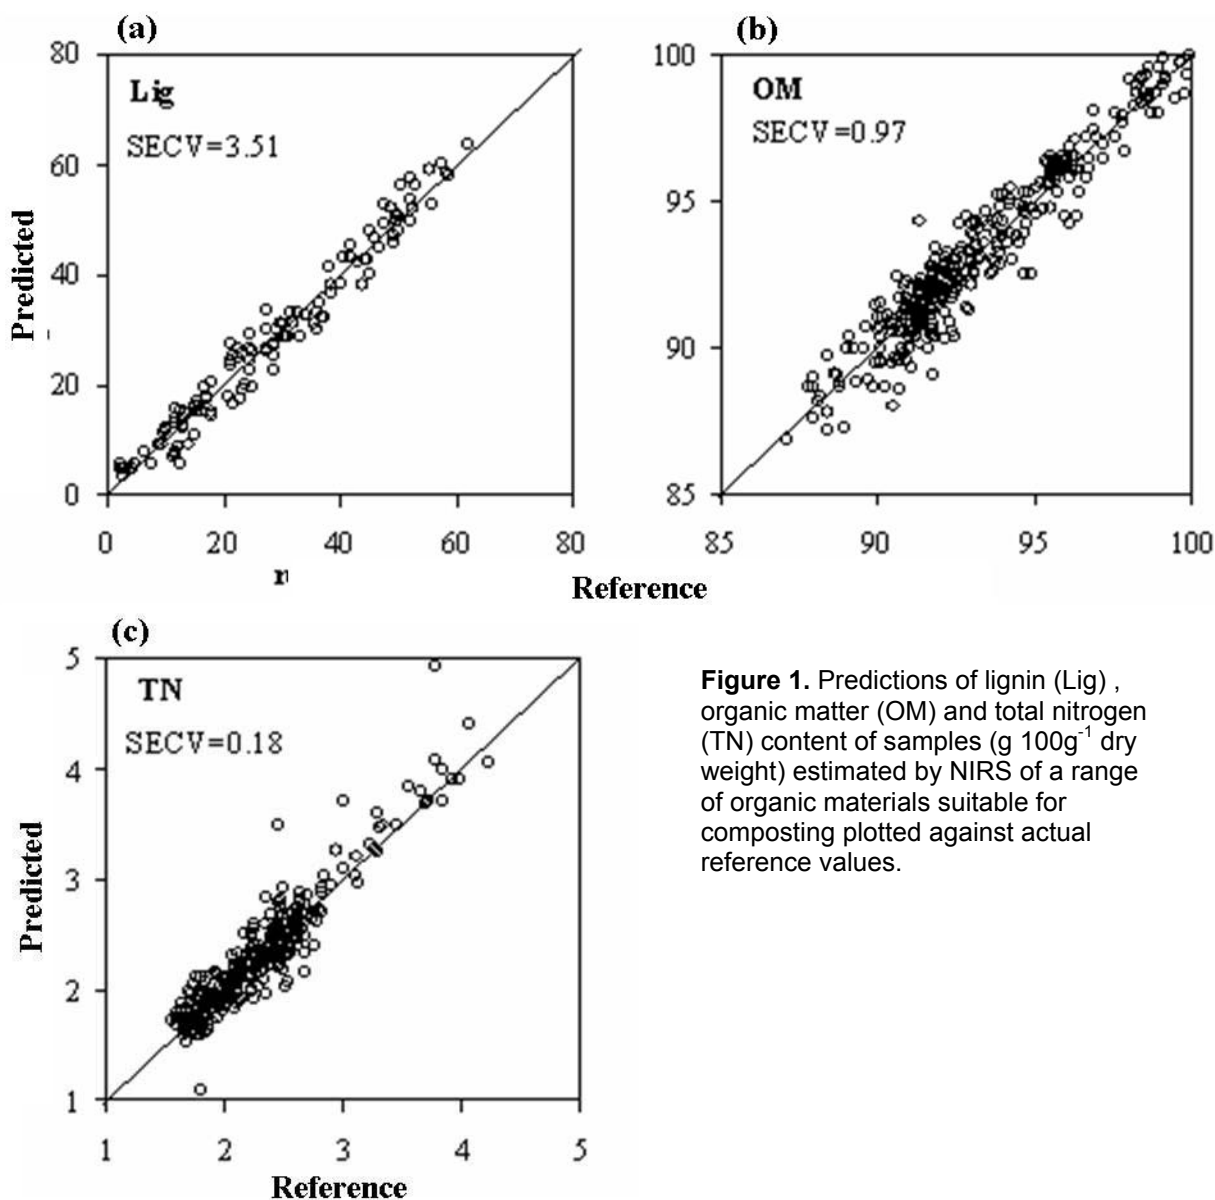 (a)
80
60
40
20
0
Lig
SECV=3.51
Predicted
0 20 40 60 80
r
(b)
100
95
90
85
OM
SECV=0.97
85 90 95 100
Reference
(c)
5
4
3
2
1
TN
SECV=0.18
Predicted
1 2 3 4 5
Reference
Figure 1. Predictions of lignin (Lig) ,
organic matter (OM) and total nitrogen
(TN) content of samples (g 100g⁻¹ dry
weight) estimated by NIRS of a range
of organic materials suitable for
composting plotted against actual
reference values.